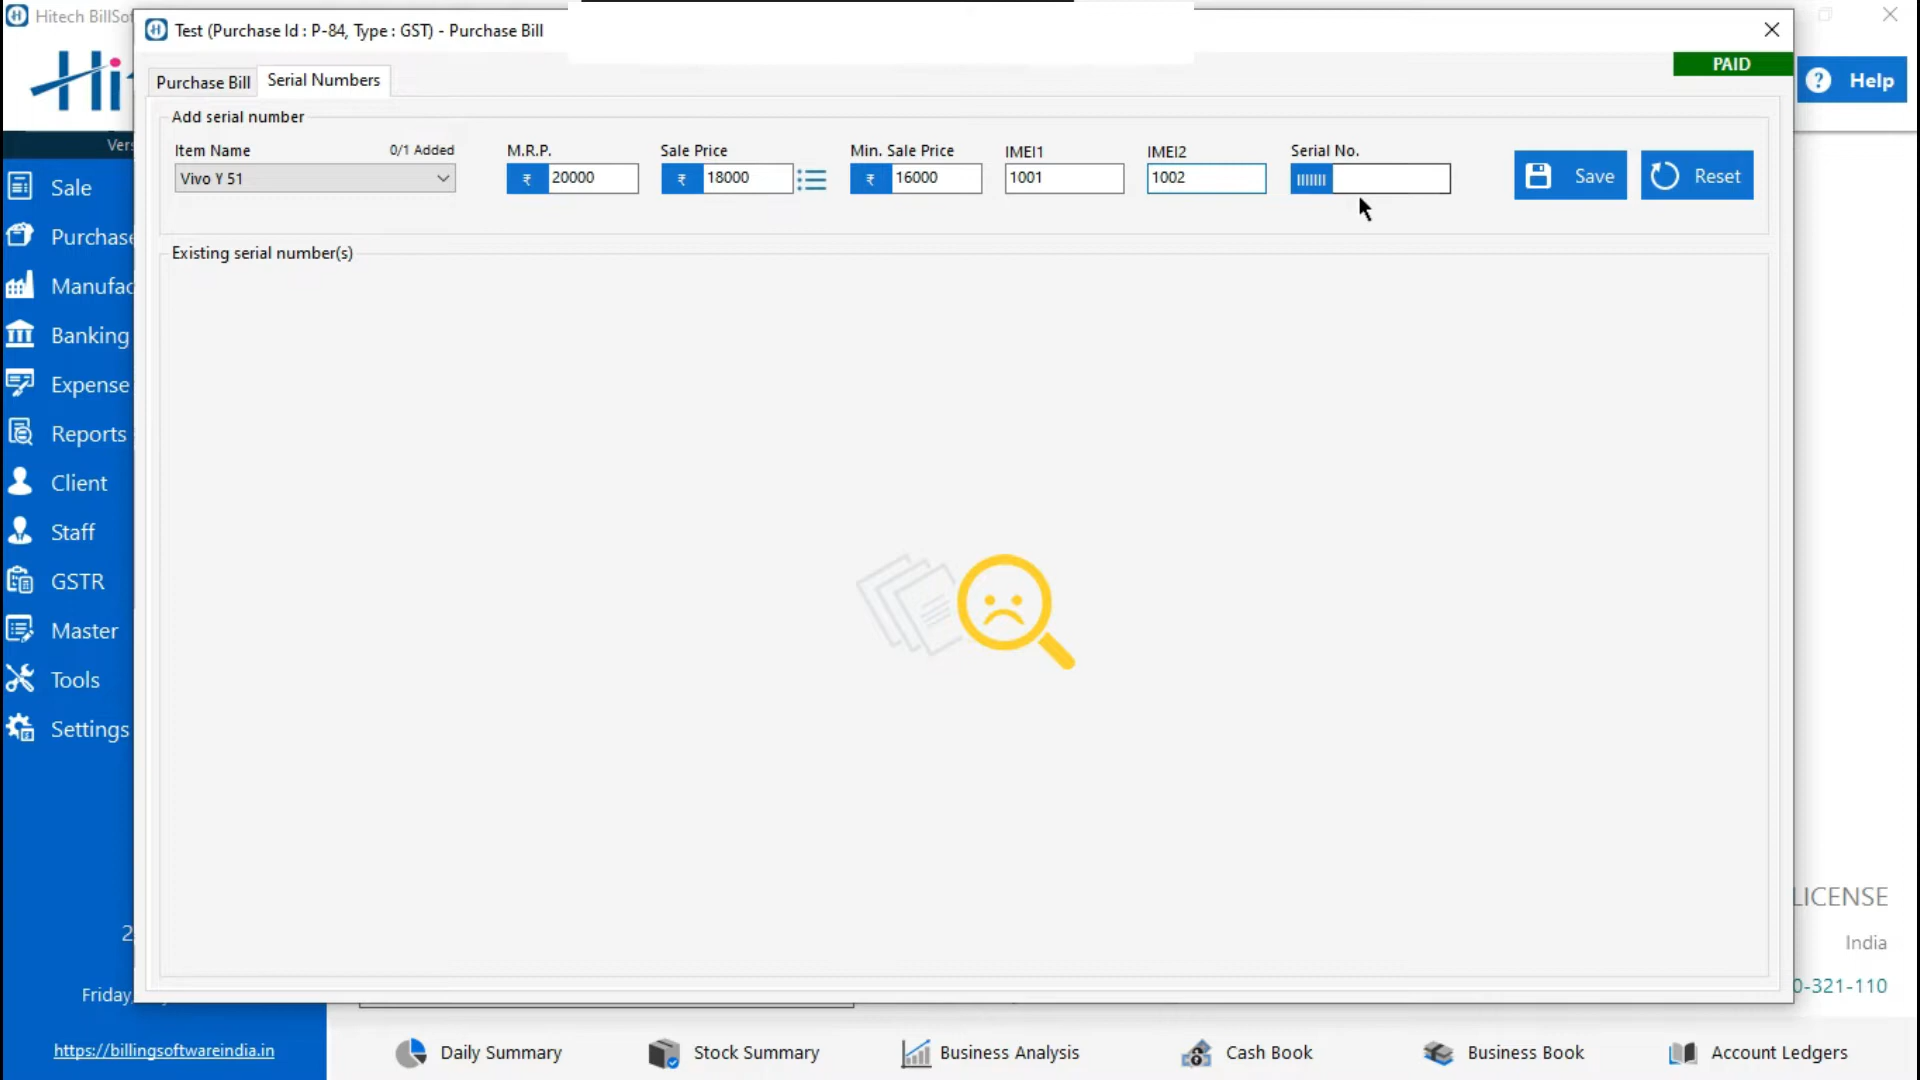 Hitech BillSo
Test (Purchase Id : P-84, Type : GST) - Purchase Bill
PAID
Help
Purchase Bill
Serial Numbers
Add serial number
Item Name
0/1 Added
M.R.P.
Sale Price
Min. Sale Price
IMEI1
IMEI2
Serial No.
Vivo Y 51
₹ 20000
₹ 18000
₹ 16000
1001
1002
Save
Reset
Existing serial number(s)
Hi
Ver
Sale
Purchase
Manufac
Banking
Expense
Reports
Client
Staff
GSTR
Master
Tools
Settings
2
Friday,
https://billingsoftwareindia.in
LICENSE
India
0-321-110
Daily Summary
Stock Summary
Business Analysis
Cash Book
Business Book
Account Ledgers